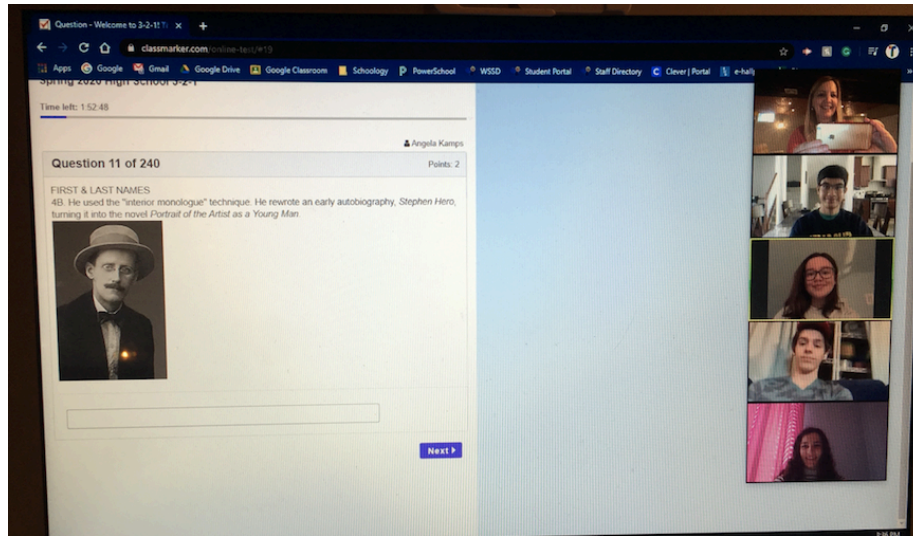 Question - Welcome to 3-2-1!
classmarker.com/online-test/#19
Apps Google Gmail Google Drive Google Classroom Schoology PowerSchool WSSD Student Portal Staff Directory Clever | Portal
Spring 2020 High School 3-2-1
Time left: 1:52:48
Angela Kamps
Question 11 of 240
Points: 2
FIRST & LAST NAMES
4B. He used the "interior monologue" technique. He rewrote an early autobiography, Stephen Hero,
turning it into the novel Portrait of the Artist as a Young Man.
Next